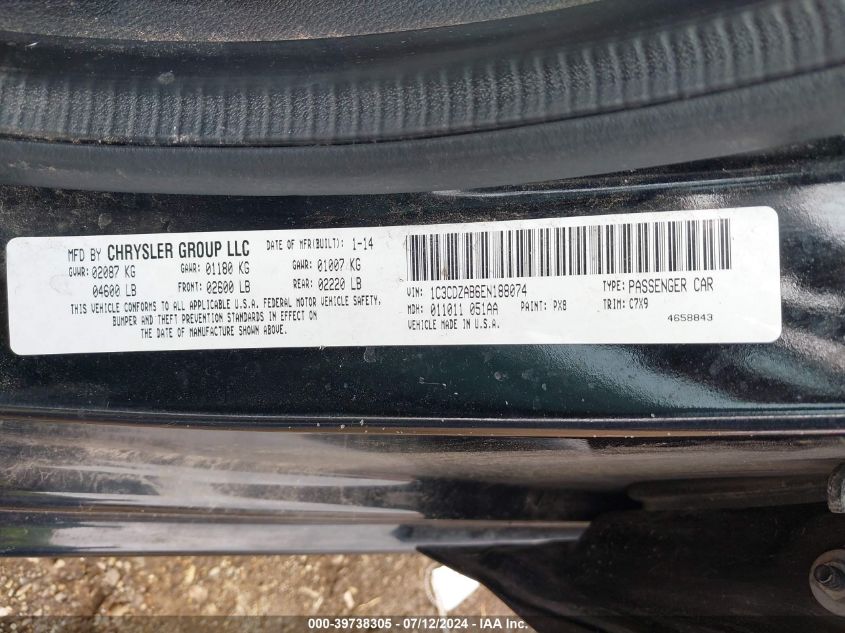 MFD BY CHRYSLER GROUP LLC DATE OF MFR(BUILT): 1-14
GVWR: 02087 KG GAWR: 01180 KG GAWR: 01007 KG
04600 LB FRONT: 02600 LB REAR: 02220 LB
THIS VEHICLE CONFORMS TO ALL APPLICABLE U.S.A. FEDERAL MOTOR VEHICLE SAFETY,
BUMPER AND THEFT PREVENTION STANDARDS IN EFFECT ON
THE DATE OF MANUFACTURE SHOWN ABOVE.
VIN: 1C3CDZAB6EN188074 TYPE: PASSENGER CAR
MDH: 011011 051AA PAINT: PX8 TRIM: C7X9
VEHICLE MADE IN U.S.A. 4658843
000-39738305 - 07/12/2024 - IAA Inc.